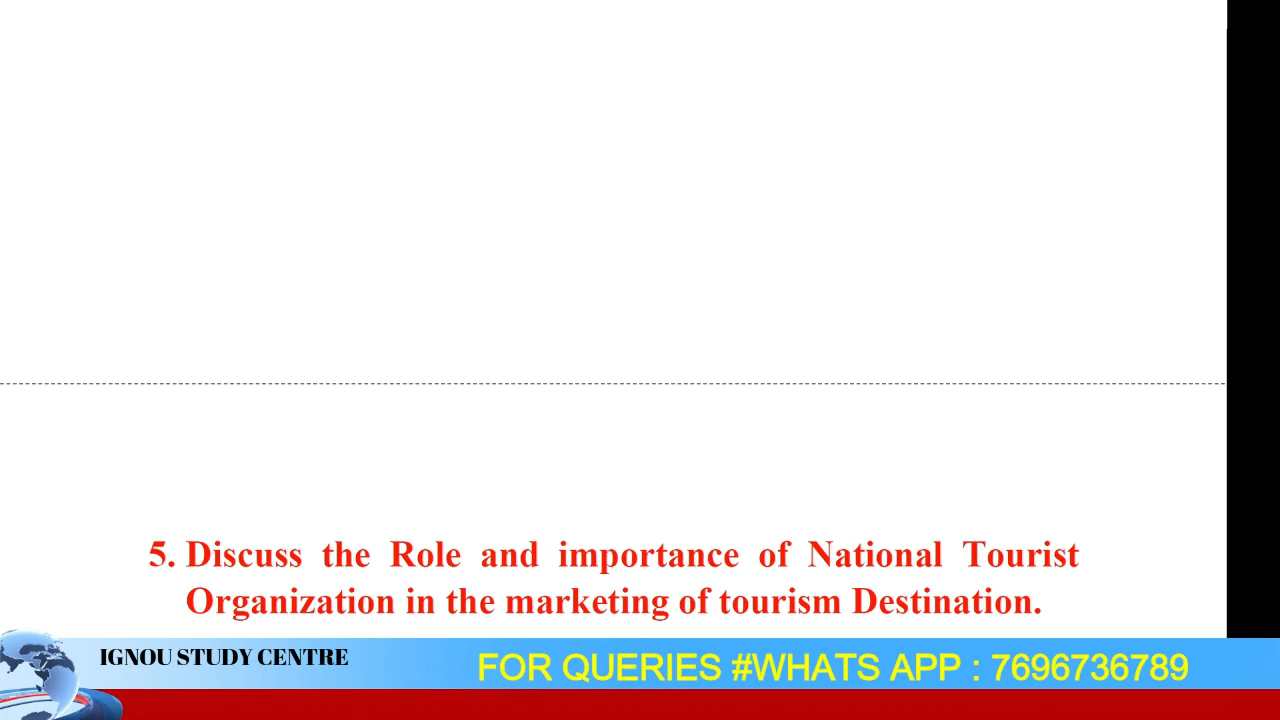 5. Discuss the Role and importance of National Tourist
Organization in the marketing of tourism Destination.
IGNOU STUDY CENTRE
FOR QUERIES #WHATS APP : 7696736789